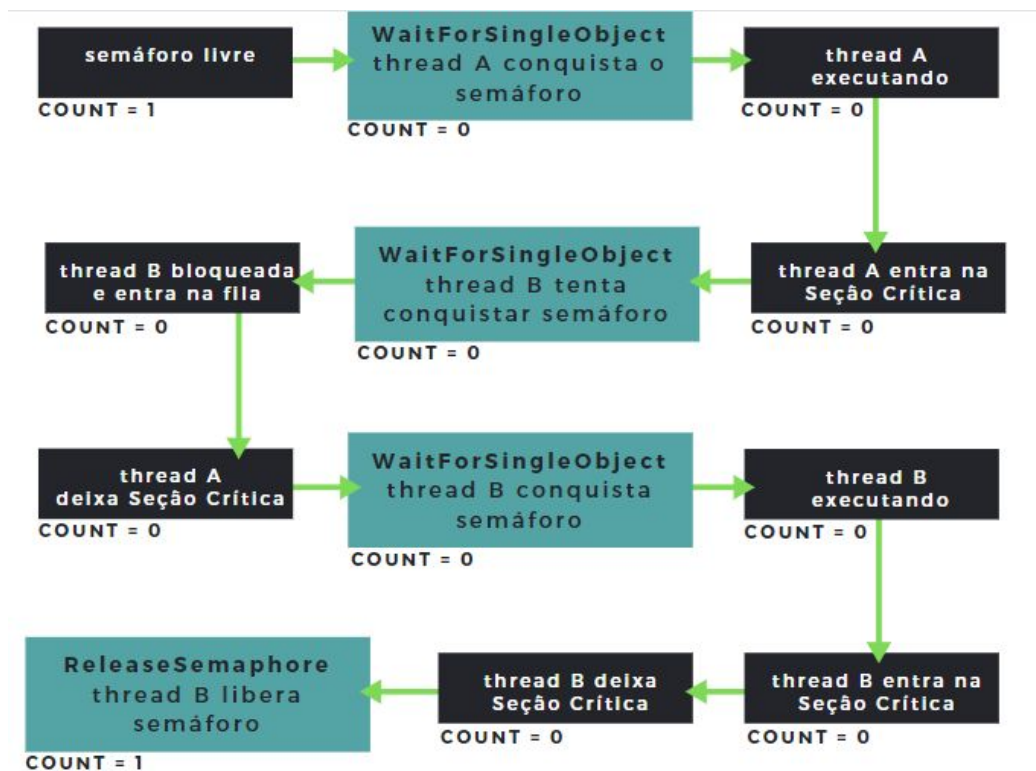 semáforo livre
COUNT = 1
WaitForSingleObject
thread A conquista o
semáforo
COUNT = 0
thread A
executando
COUNT = 0
thread A entra na
Seção Crítica
COUNT = 0
WaitForSingleObject
thread B tenta
conquistar semáforo
COUNT = 0
thread B bloqueada
e entra na fila
COUNT = 0
thread A
deixa Seção Crítica
COUNT = 0
WaitForSingleObject
thread B conquista
semáforo
COUNT = 0
thread B
executando
COUNT = 0
thread B entra na
Seção Crítica
COUNT = 0
thread B deixa
Seção Crítica
COUNT = 0
ReleaseSemaphore
thread B libera
semáforo
COUNT = 1